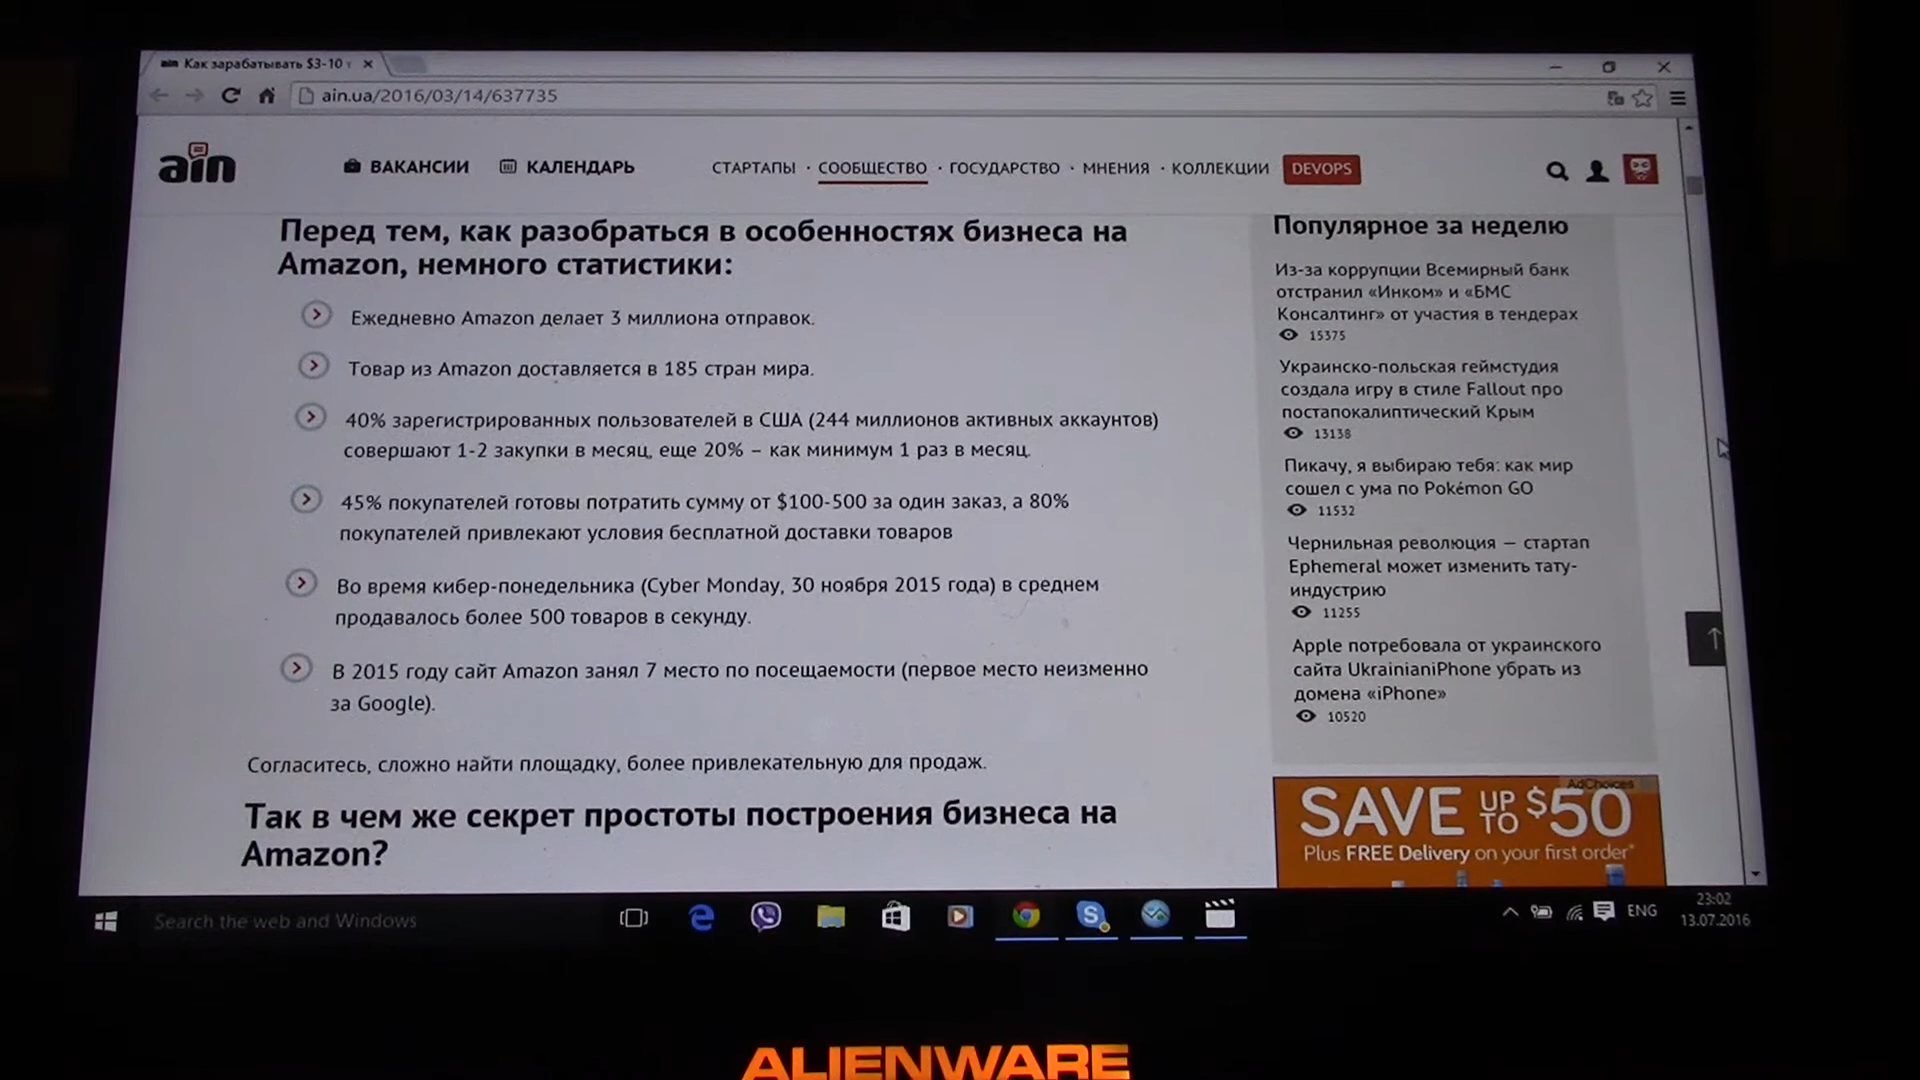 ain Как зарабатывать $3-10
ain.ua/2016/03/14/637735
ain
ВАКАНСИИ
КАЛЕНДАРЬ
СТАРТАПЫ · СООБЩЕСТВО · ГОСУДАРСТВО · МНЕНИЯ · КОЛЛЕКЦИИ
DEVOPS
Перед тем, как разобраться в особенностях бизнеса на
Amazon, немного статистики:
Ежедневно Amazon делает 3 миллиона отправок.
Товар из Amazon доставляется в 185 стран мира.
40% зарегистрированных пользователей в США (244 миллионов активных аккаунтов)
совершают 1-2 закупки в месяц, еще 20% – как минимум 1 раз в месяц.
45% покупателей готовы потратить сумму от $100-500 за один заказ, а 80%
покупателей привлекают условия бесплатной доставки товаров
Во время кибер-понедельника (Cyber Monday, 30 ноября 2015 года) в среднем
продавалось более 500 товаров в секунду.
В 2015 году сайт Amazon занял 7 место по посещаемости (первое место неизменно
за Google).
Согласитесь, сложно найти площадку, более привлекательную для продаж.
Так в чем же секрет простоты построения бизнеса на
Amazon?
Популярное за неделю
Из-за коррупции Всемирный банк
отстранил «Инком» и «БМС
Консалтинг» от участия в тендерах
15375
Украинско-польская геймстудия
создала игру в стиле Fallout про
постапокалиптический Крым
13138
Пикачу, я выбираю тебя: как мир
сошел с ума по Pokémon GO
11532
Чернильная революция — стартап
Ephemeral может изменить тату-
индустрию
11255
Apple потребовала от украинского
сайта UkrainianiPhone убрать из
домена «iPhone»
10520
AdChoices
SAVE UP TO $50
Plus FREE Delivery on your first order*
Search the web and Windows
ENG
23:02
13.07.2016
ALIENWARE